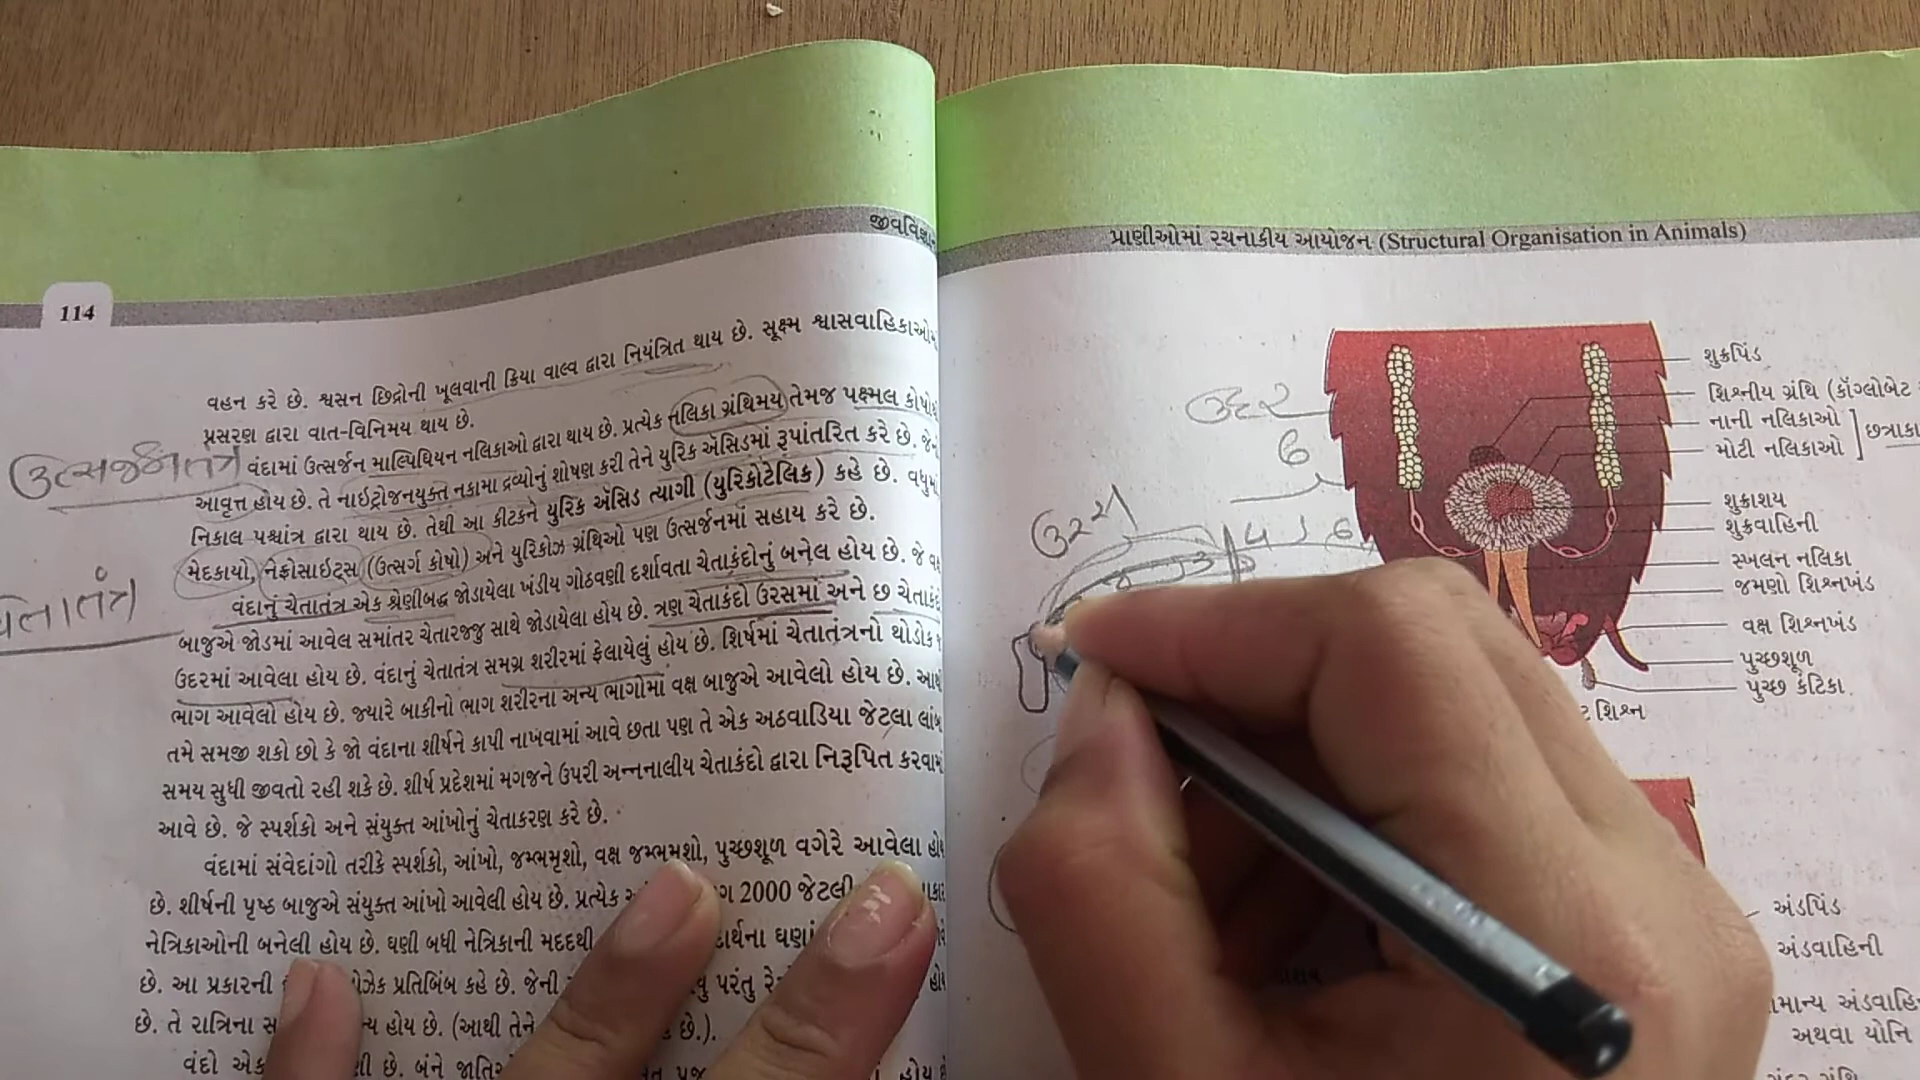 જીવવિજ્ઞાન
114
વહન કરે છે. શ્વસન છિદ્રોની ખૂલવાની ક્રિયા વાલ્વ દ્વારા નિયંત્રિત થાય છે. સૂક્ષ્મ શ્વાસવાહિકાઓમાં
પ્રસરણ દ્વારા વાત-વિનિમય થાય છે.
ઉત્સર્જનતંત્ર
વંદામાં ઉત્સર્જન માલ્પિઘિયન નલિકાઓ દ્વારા થાય છે. પ્રત્યેક નલિકા ગ્રંથિમય તેમજ પક્ષ્મલ કોષો
આવૃત્ત હોય છે. તે નાઇટ્રોજનયુક્ત નકામા દ્રવ્યોનું શોષણ કરી તેને યુરિક ઍસિડમાં રૂપાંતરિત કરે છે.
નિકાલ પશ્ચાંત્ર દ્વારા થાય છે. તેથી આ કીટકને યુરિક ઍસિડ ત્યાગી (યુરિકોટેલિક) કહે છે. વધુમાં
મેદકાયો, નેફ્રોસાઇટ્સ (ઉત્સર્ગ કોષો) અને યુરિકોઝ ગ્રંથિઓ પણ ઉત્સર્જનમાં સહાય કરે છે.
વંદાનું ચેતાતંત્ર એક શ્રેણીબદ્ધ જોડાયેલા ખંડીય ગોઠવણી દર્શાવતા ચેતાકંદોનું બનેલ હોય છે. જે
બાજુએ જોડમાં આવેલ સમાંતર ચેતારજ્જુ સાથે જોડાયેલા હોય છે. ત્રણ ચેતાકંદો ઉરસમાં અને છ ચેતાકંદો
ઉદરમાં આવેલા હોય છે. વંદાનું ચેતાતંત્ર સમગ્ર શરીરમાં ફેલાયેલું હોય છે. શિર્ષમાં ચેતાતંત્રનો થોડોક જ
ભાગ આવેલો હોય છે. જ્યારે બાકીનો ભાગ શરીરના અન્ય ભાગોમાં વક્ષ બાજુએ આવેલો હોય છે.
તમે સમજી શકો છો કે જો વંદાના શીર્ષને કાપી નાખવામાં આવે છતા પણ તે એક અઠવાડિયા જેટલા લાંબા
સમય સુધી જીવતો રહી શકે છે. શીર્ષ પ્રદેશમાં મગજને ઉપરી અન્નનાલીય ચેતાકંદો દ્વારા નિરૂપિત કરવામાં
આવે છે. જે સ્પર્શકો અને સંયુક્ત આંખોનું ચેતાકરણ કરે છે.
વંદામાં સંવેદાંગો તરીકે સ્પર્શકો, આંખો, જમ્ભમૃશો, વક્ષ જમ્ભમૃશો, પુચ્છશૂળ વગેરે આવેલા હોય
છે. શીર્ષની પૃષ્ઠ બાજુએ સંયુક્ત આંખો આવેલી હોય છે. પ્રત્યેક 2000 જેટલી
નેત્રિકાઓની બનેલી હોય છે. ઘણી બધી નેત્રિકાની મદદથી
છે. આ પ્રકારની પ્રતિબિંબ કહે છે. જેની પરંતુ
છે. તે રાત્રિના હોય છે. (આથી તેને છે.).
વંદો એક છે. બંને
પ્રાણીઓમાં રચનાકીય આયોજન (Structural Organisation in Animals)
શુક્રપિંડ
શિશ્નીય ગ્રંથિ (કૉંગ્લોબેટ
નાની નલિકાઓ
મોટી નલિકાઓ
શુક્રાશય
શુક્રવાહિની
સ્ખલન નલિકા
જમણો શિશ્નખંડ
વક્ષ શિશ્નખંડ
પુચ્છશૂળ
પુચ્છ કંટિકા
શિશ્ન
ઉદર
6
ઉરસ
અંડપિંડ
અંડવાહિની
અથવા યોનિ